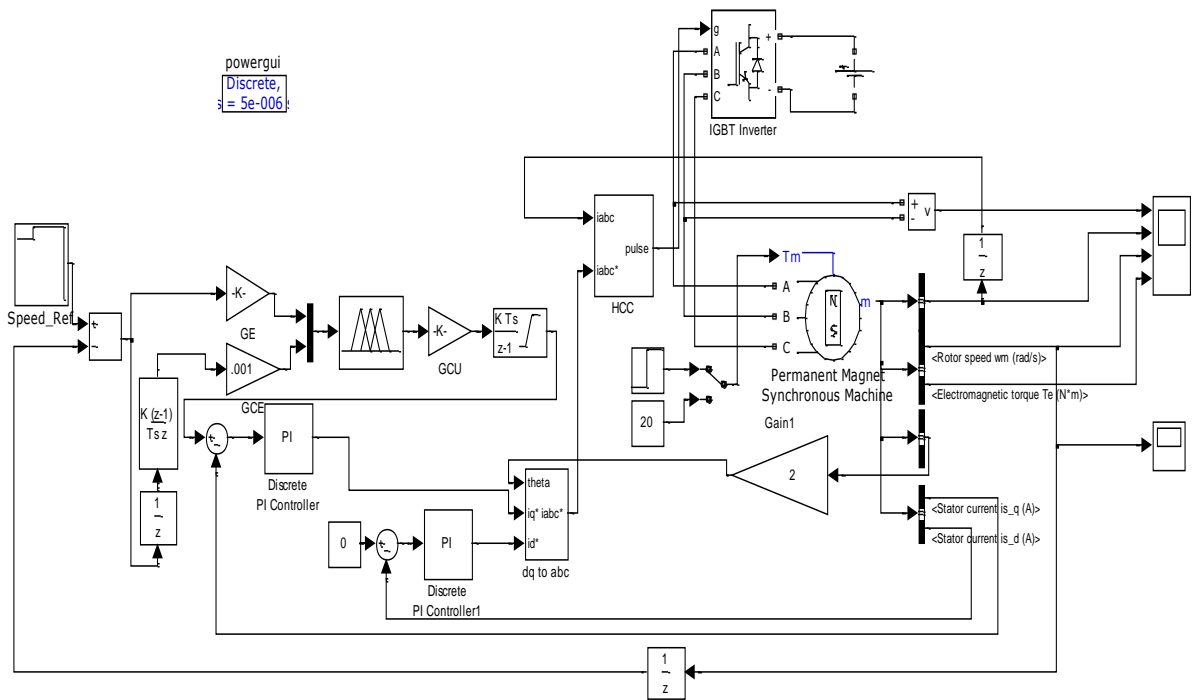 powergui
Discrete,
s = 5e-006 s
g
A
B
C
+
-
IGBT Inverter
iabc
pulse
iabc*
HCC
+
-
v
1
z
Speed_Ref
+
-
-K-
GE
.001
GCE
-K-
GCU
K Ts
z-1
K (z-1)
Ts z
1
z
Tm
A
B
C
m
N
S
Permanent Magnet
Synchronous Machine
20
<Rotor speed wm (rad/s)>
<Electromagnetic torque Te (N*m)>
Gain1
2
+
-
PI
Discrete
PI Controller
theta
iq* iabc*
id*
dq to abc
0
+
-
PI
Discrete
PI Controller1
<Stator current is_q (A)>
<Stator current is_d (A)>
1
z